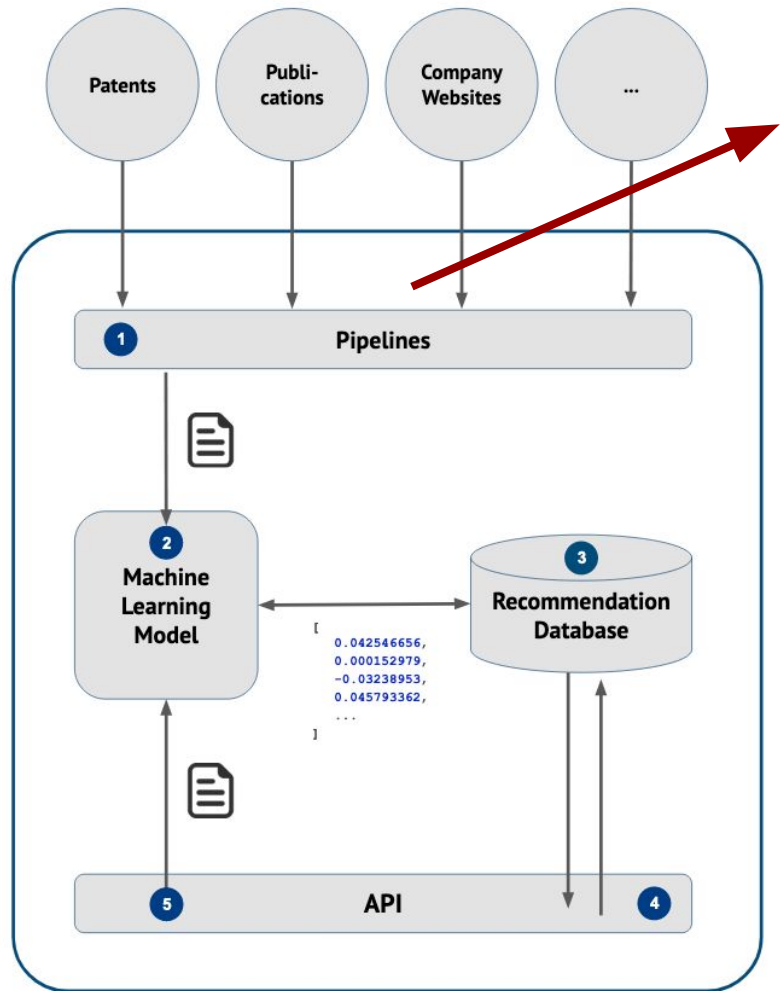 Patents
Publi-
cations
Company
Websites
...
1
Pipelines
2
Machine
Learning
Model
3
Recommendation
Database
[
0.042546656,
0.000152979,
-0.03238953,
0.045793362,
...
]
5
API
4